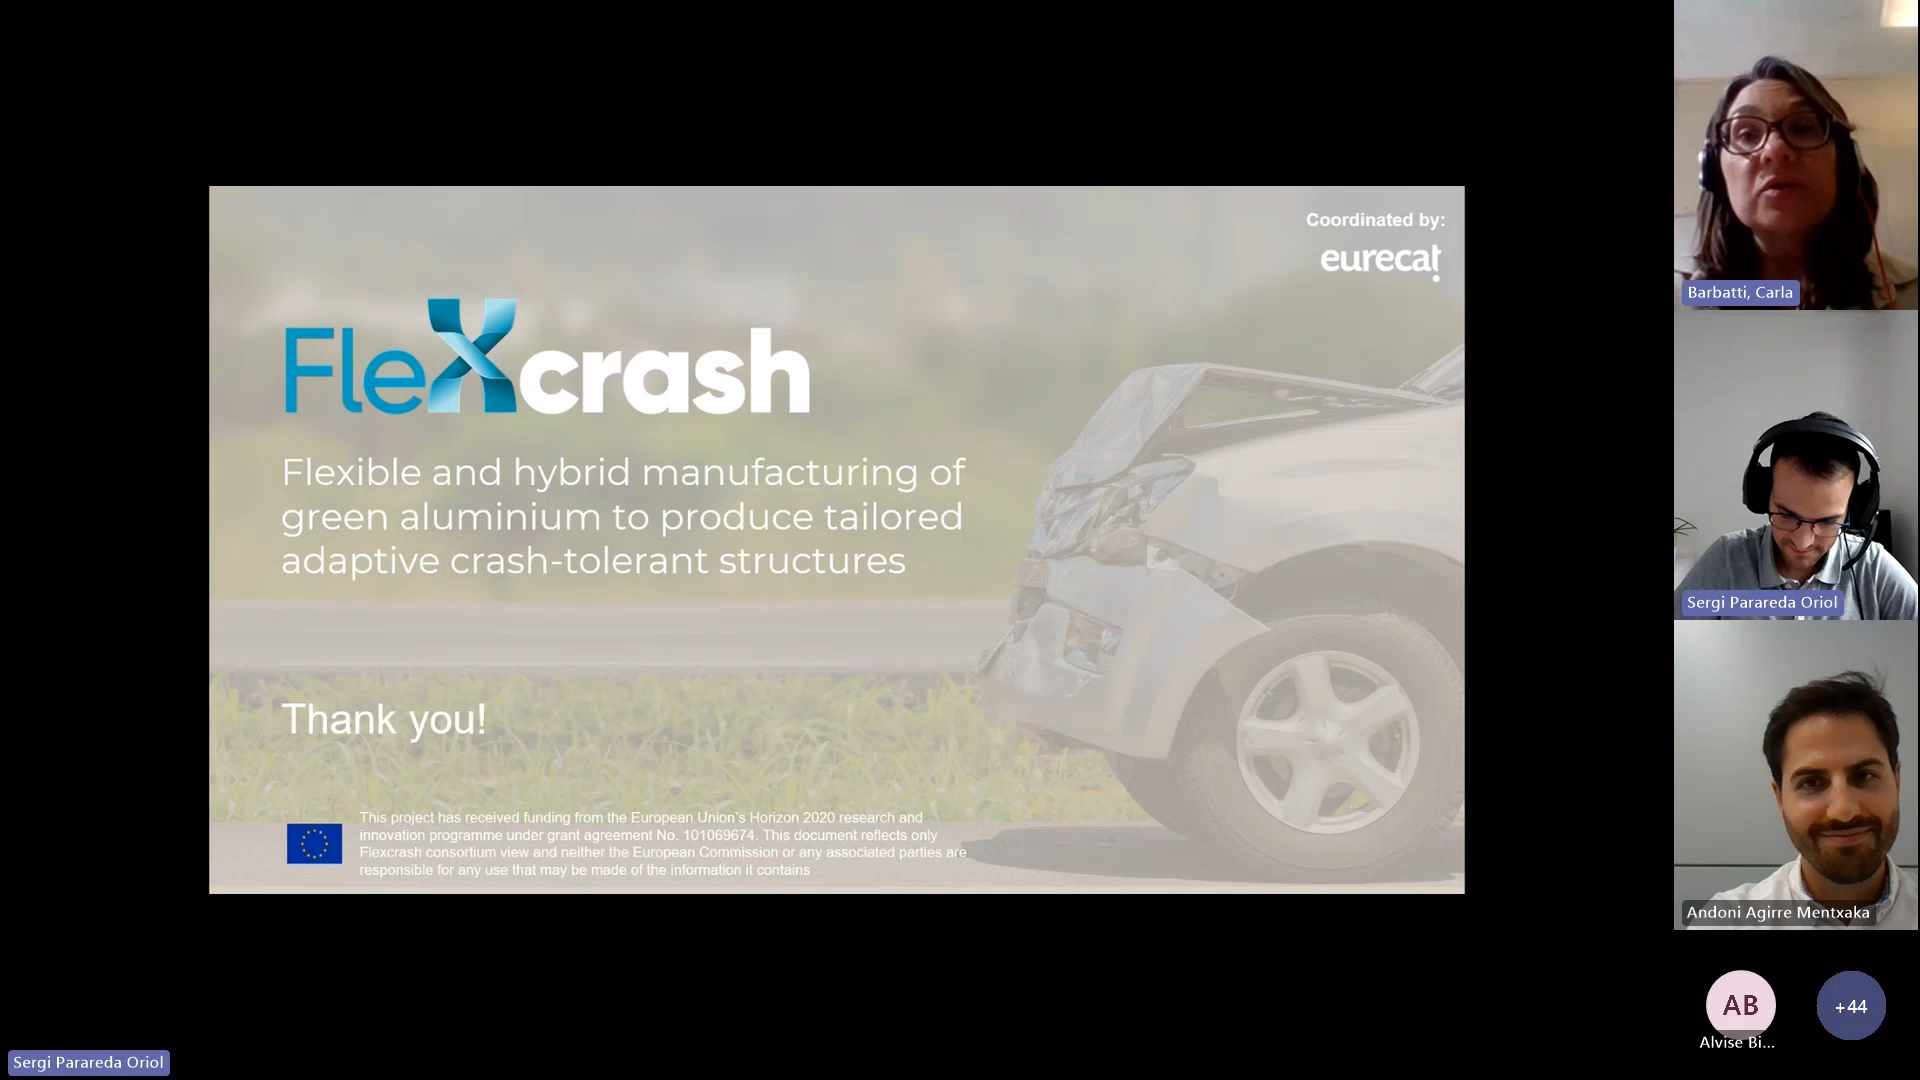 Coordinated by:
eurecat
FleXcrash
Flexible and hybrid manufacturing of
green aluminium to produce tailored
adaptive crash-tolerant structures
Thank you!
This project has received funding from the European Union's Horizon 2020 research and
innovation programme under grant agreement No. 101069674. This document reflects only
Flexcrash consortium view and neither the European Commission or any associated parties are
responsible for any use that may be made of the information it contains
Barbatti, Carla
Sergi Parareda Oriol
Andoni Agirre Mentxaka
AB
Alvise Bi...
+44
Sergi Parareda Oriol